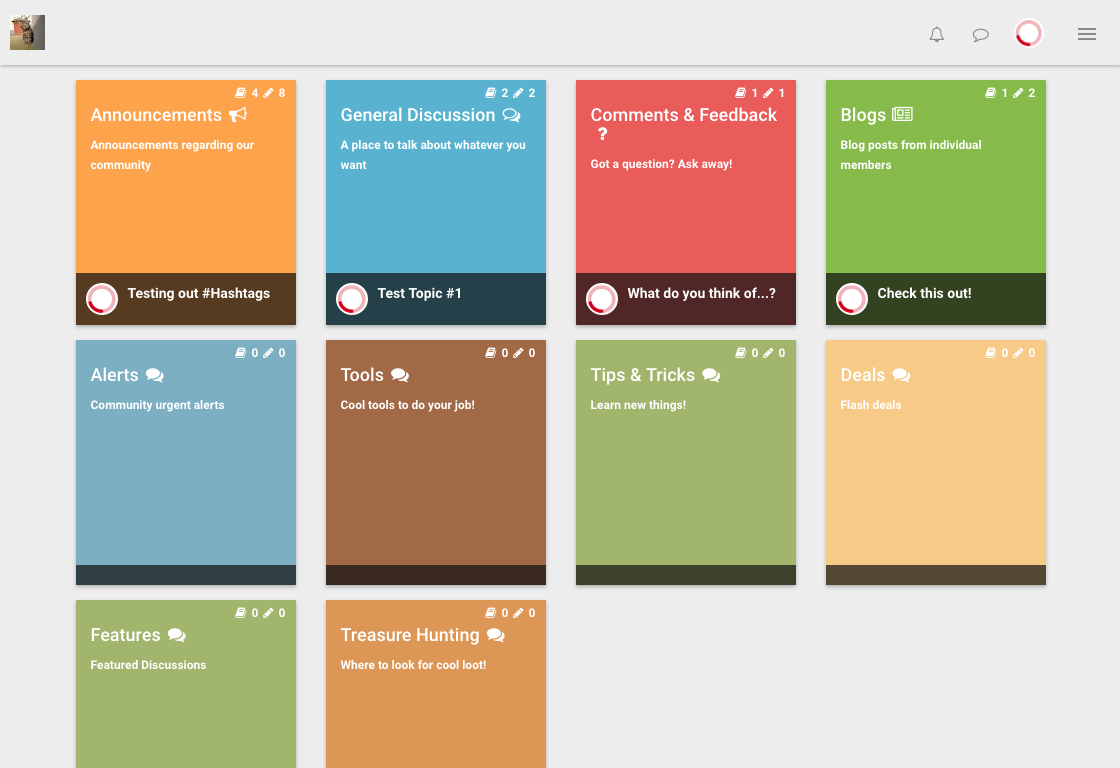 4 8
Announcements
Announcements regarding our
community
Testing out #Hashtags
2 2
General Discussion
A place to talk about whatever you
want
Test Topic #1
1 1
Comments & Feedback
?
Got a question? Ask away!
What do you think of...?
1 2
Blogs
Blog posts from individual
members
Check this out!
0 0
Alerts
Community urgent alerts
0 0
Tools
Cool tools to do your job!
0 0
Tips & Tricks
Learn new things!
0 0
Deals
Flash deals
0 0
Features
Featured Discussions
0 0
Treasure Hunting
Where to look for cool loot!